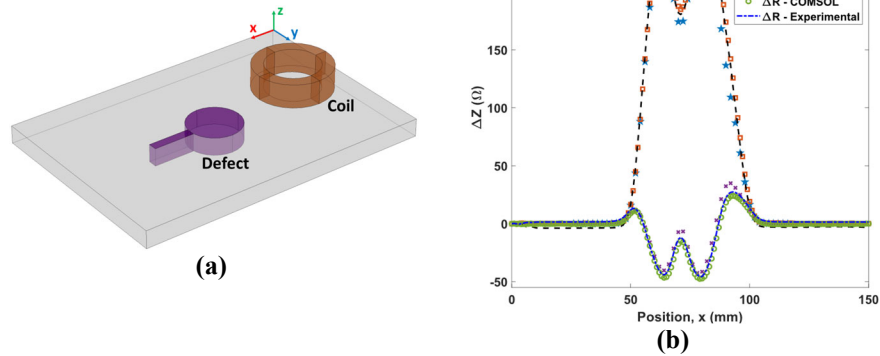 z
x
y
Coil
Defect
(a)
ΔR - COMSOL
ΔR - Experimental
ΔZ (Ω)
150
100
50
0
-50
0
50
100
150
Position, x (mm)
(b)